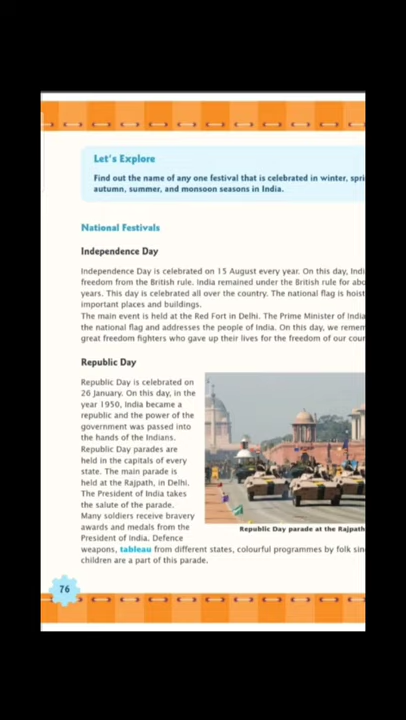 Let's Explore
Find out the name of any one festival that is celebrated in winter, spri
autumn, summer, and monsoon seasons in India.
National Festivals
Independence Day
Independence Day is celebrated on 15 August every year. On this day, Indi
freedom from the British rule. India remained under the British rule for abo
years. This day is celebrated all over the country. The national flag is hoist
important places and buildings.
The main event is held at the Red Fort in Delhi. The Prime Minister of India
the national flag and addresses the people of India. On this day, we remem
great freedom fighters who gave up their lives for the freedom of our cour
Republic Day
Republic Day is celebrated on
26 January. On this day, in the
year 1950, India became a
republic and the power of the
government was passed into
the hands of the Indians.
Republic Day parades are
held in the capitals of every
state. The main parade is
held at the Rajpath, in Delhi.
The President of India takes
the salute of the parade.
Many soldiers receive bravery
awards and medals from the
President of India. Defence
Republic Day parade at the Rajpath
weapons, tableau from different states, colourful programmes by folk sin
children are a part of this parade.
76